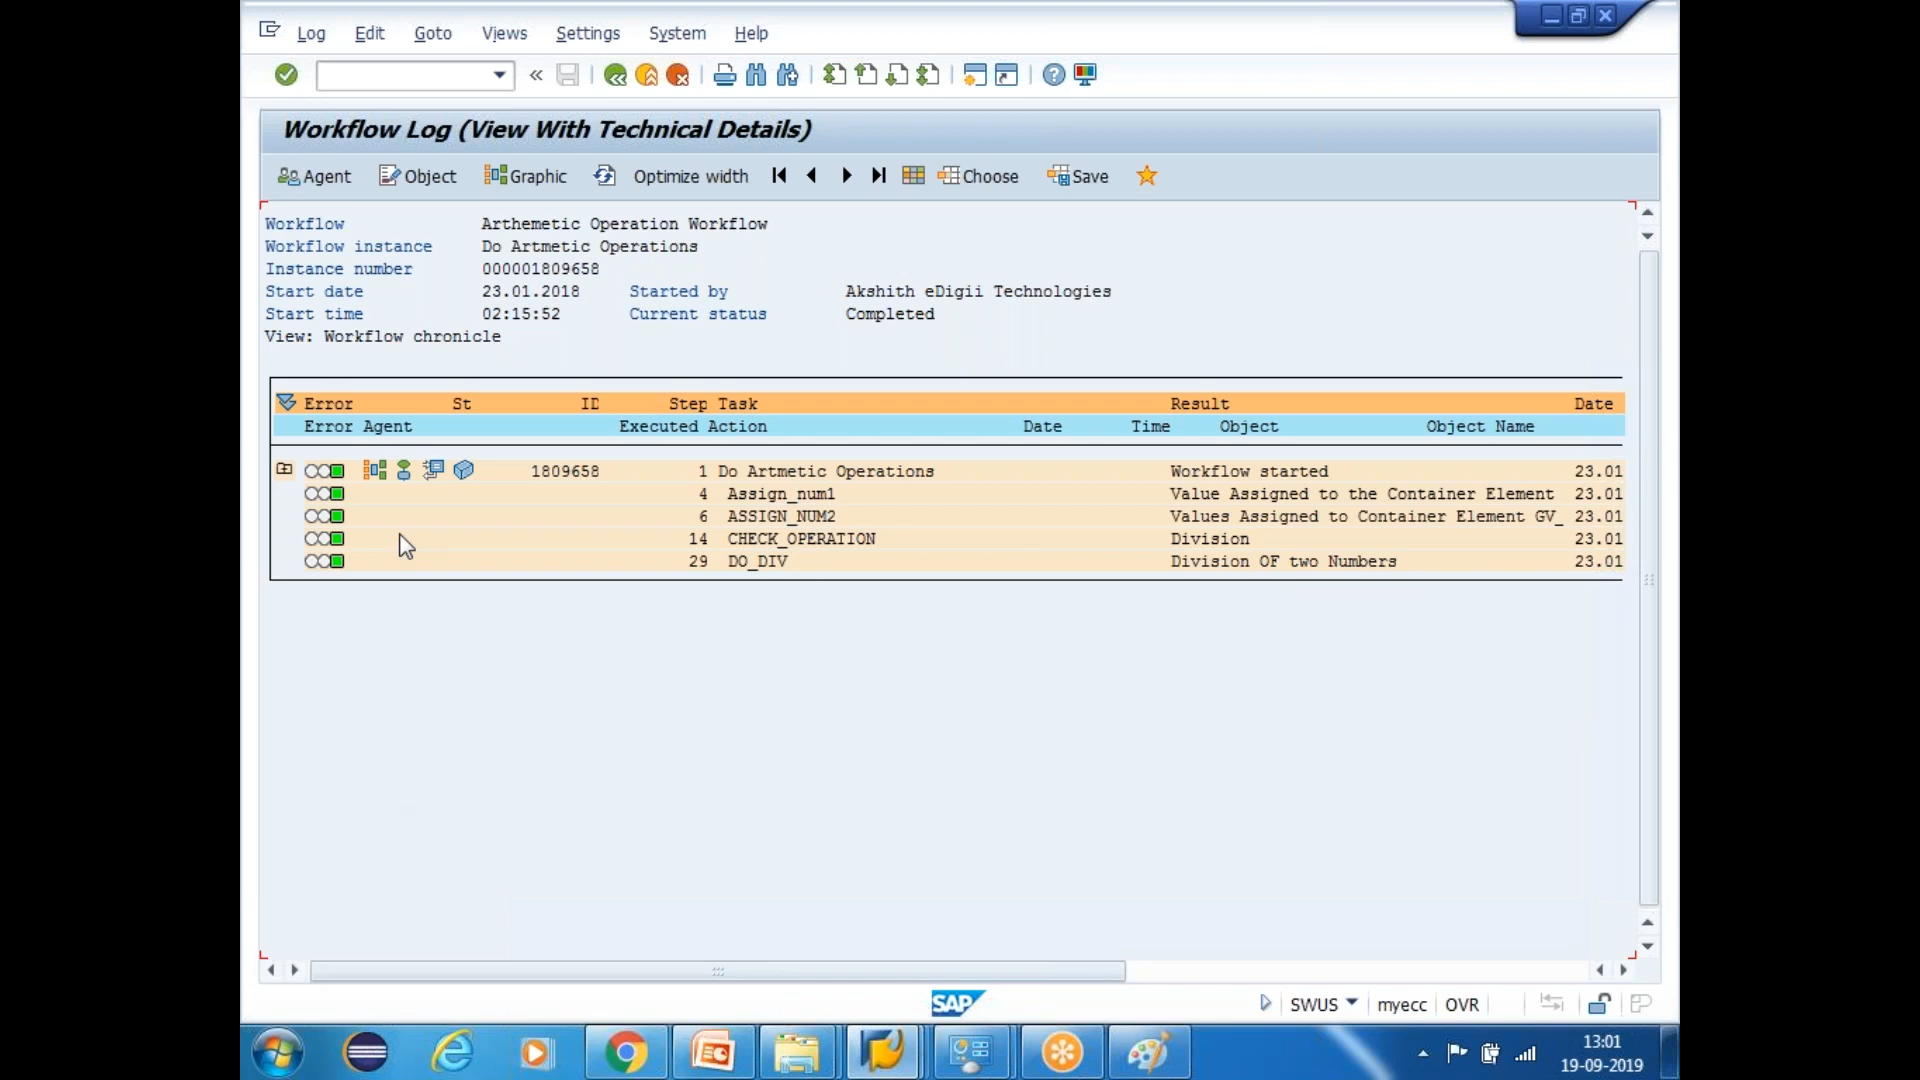 Log Edit Goto Views Settings System Help
Workflow Log (View With Technical Details)
Agent Object Graphic Optimize width Choose Save
Workflow Arthemetic Operation Workflow
Workflow instance Do Artmetic Operations
Instance number 000001809658
Start date 23.01.2018 Started by Akshith eDigii Technologies
Start time 02:15:52 Current status Completed
View: Workflow chronicle
Error St ID Step Task Result Date
Error Agent Executed Action Date Time Object Object Name
1809658 1 Do Artmetic Operations Workflow started 23.01
4 Assign_num1 Value Assigned to the Container Element 23.01
6 ASSIGN_NUM2 Values Assigned to Container Element GV_ 23.01
14 CHECK_OPERATION Division 23.01
29 DO_DIV Division OF two Numbers 23.01
SAP SWUS myecc OVR
13:01
19-09-2019